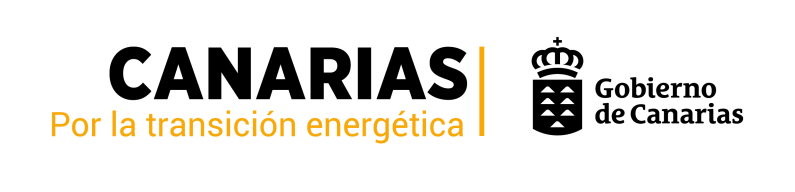 CANARIAS
Por la transición energética
Gobierno
de Canarias